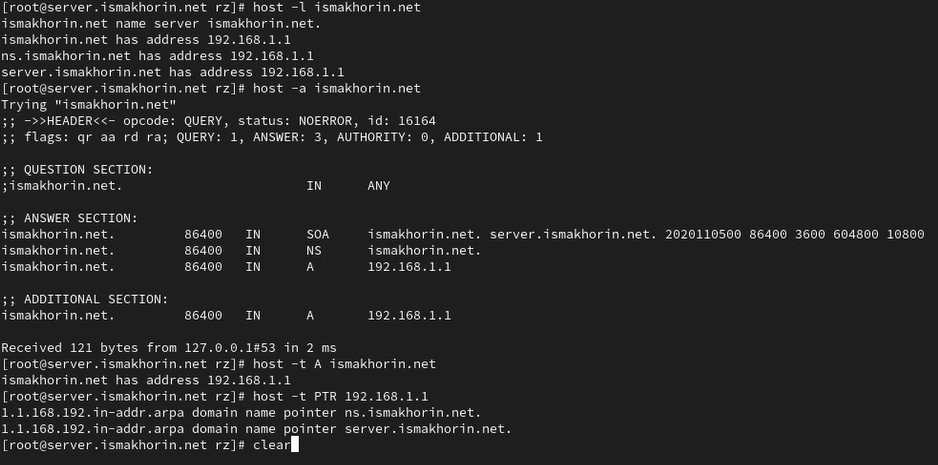 [root@server.ismakhorin.net rz]# host -l ismakhorin.net
ismakhorin.net name server ismakhorin.net.
ismakhorin.net has address 192.168.1.1
ns.ismakhorin.net has address 192.168.1.1
server.ismakhorin.net has address 192.168.1.1
[root@server.ismakhorin.net rz]# host -a ismakhorin.net
Trying "ismakhorin.net"
;; ->>HEADER<<- opcode: QUERY, status: NOERROR, id: 16164
;; flags: qr aa rd ra; QUERY: 1, ANSWER: 3, AUTHORITY: 0, ADDITIONAL: 1

;; QUESTION SECTION:
;ismakhorin.net.                        IN      ANY

;; ANSWER SECTION:
ismakhorin.net.         86400   IN      SOA     ismakhorin.net. server.ismakhorin.net. 2020110500 86400 3600 604800 10800
ismakhorin.net.         86400   IN      NS      ismakhorin.net.
ismakhorin.net.         86400   IN      A       192.168.1.1

;; ADDITIONAL SECTION:
ismakhorin.net.         86400   IN      A       192.168.1.1

Received 121 bytes from 127.0.0.1#53 in 2 ms
[root@server.ismakhorin.net rz]# host -t A ismakhorin.net
ismakhorin.net has address 192.168.1.1
[root@server.ismakhorin.net rz]# host -t PTR 192.168.1.1
1.1.168.192.in-addr.arpa domain name pointer ns.ismakhorin.net.
1.1.168.192.in-addr.arpa domain name pointer server.ismakhorin.net.
[root@server.ismakhorin.net rz]# clear